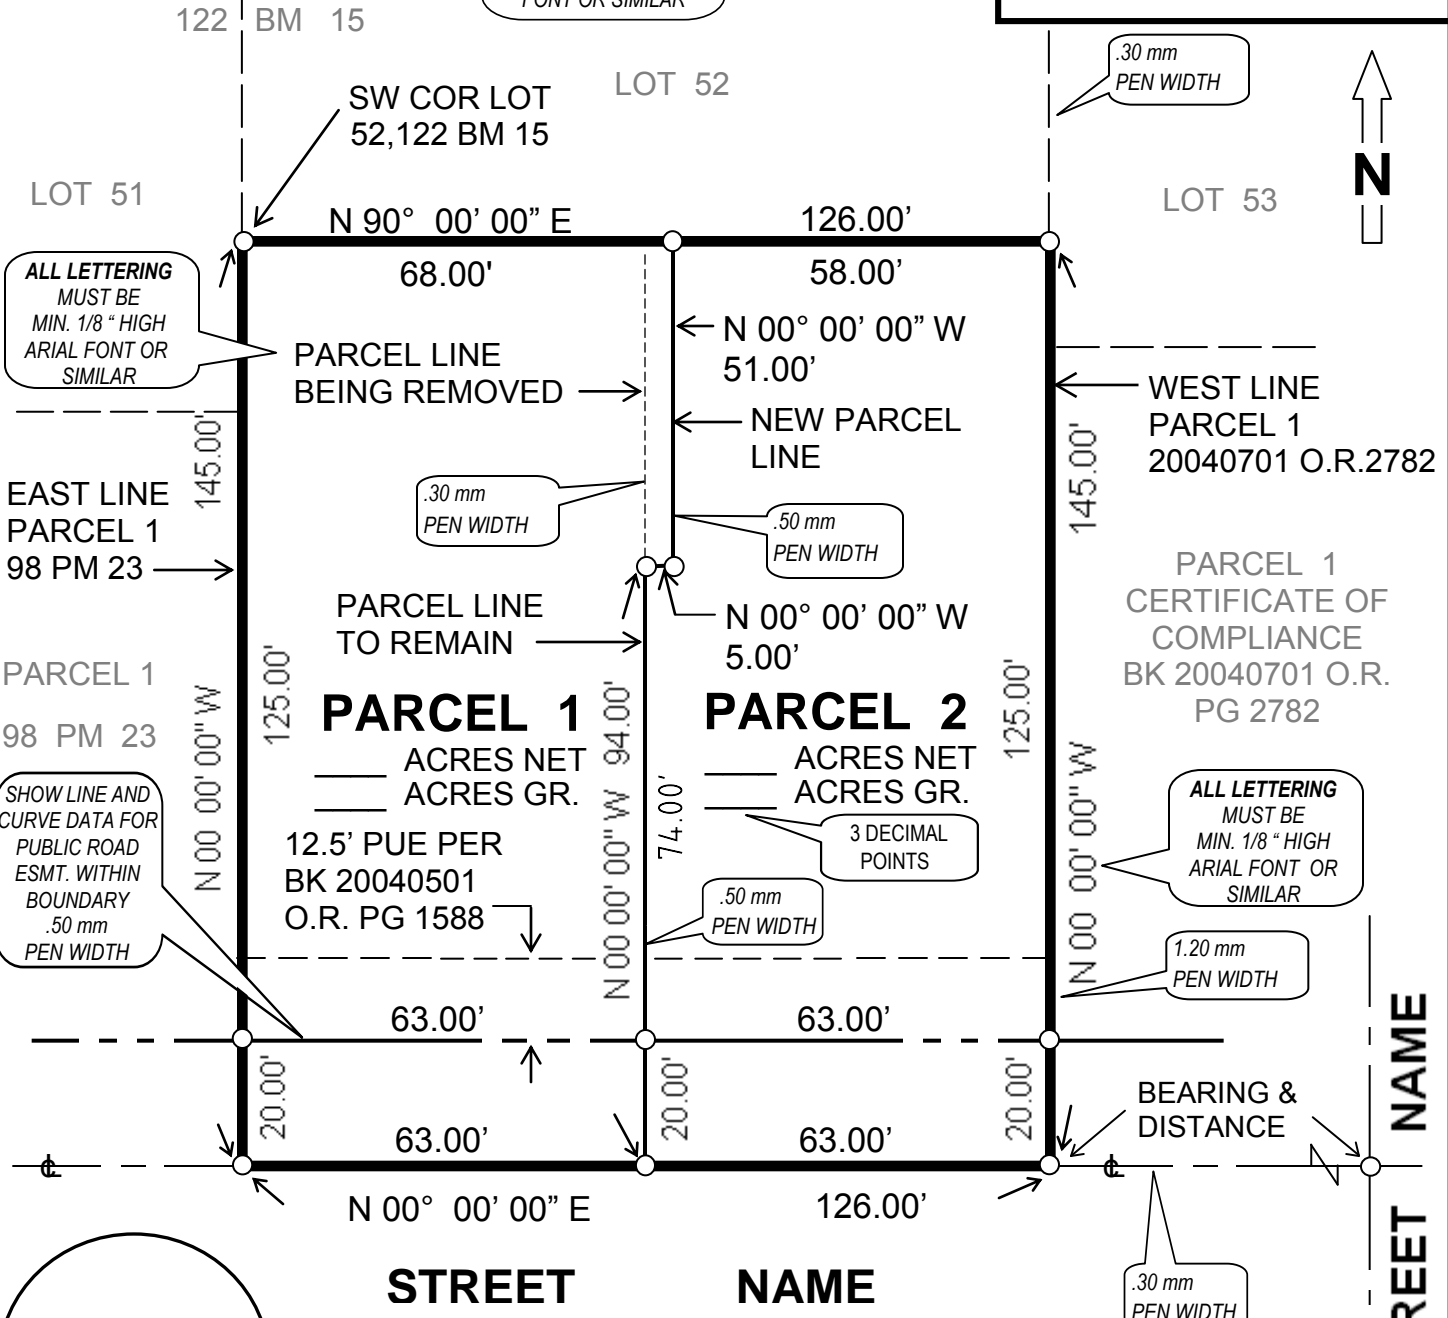 FONT OR SIMILAR
122 BM 15
.30 mm
PEN WIDTH
LOT 52
SW COR LOT
52,122 BM 15
N
LOT 51
LOT 53
N 90° 00’ 00” E
126.00’
68.00'
58.00’
ALL LETTERING
MUST BE
MIN. 1/8 “ HIGH
ARIAL FONT OR
SIMILAR
N 00° 00’ 00” W
51.00’
PARCEL LINE
BEING REMOVED
WEST LINE
PARCEL 1
20040701 O.R.2782
NEW PARCEL
LINE
145.00'
145.00'
EAST LINE
PARCEL 1
98 PM 23
.30 mm
PEN WIDTH
.50 mm
PEN WIDTH
PARCEL 1
CERTIFICATE OF
COMPLIANCE
BK 20040701 O.R.
PG 2782
PARCEL LINE
TO REMAIN
N 00° 00’ 00” W
5.00’
PARCEL 1
98 PM 23
125.00'
125.00'
N 00 00' 00" W
PARCEL 1
____ ACRES NET
____ ACRES GR.
N 00 00' 00" W 94.00'
74.00'
PARCEL 2
____ ACRES NET
____ ACRES GR.
3 DECIMAL
POINTS
N 00 00' 00" W
SHOW LINE AND
CURVE DATA FOR
PUBLIC ROAD
ESMT. WITHIN
BOUNDARY
.50 mm
PEN WIDTH
ALL LETTERING
MUST BE
MIN. 1/8 “ HIGH
ARIAL FONT OR
SIMILAR
12.5’ PUE PER
BK 20040501
O.R. PG 1588
.50 mm
PEN WIDTH
1.20 mm
PEN WIDTH
63.00’
63.00’
20.00'
20.00'
20.00'
BEARING &
DISTANCE
63.00’
63.00’
℄
℄
N 00° 00’ 00” E
126.00’
STREET NAME
.30 mm
PEN WIDTH
REET NAME